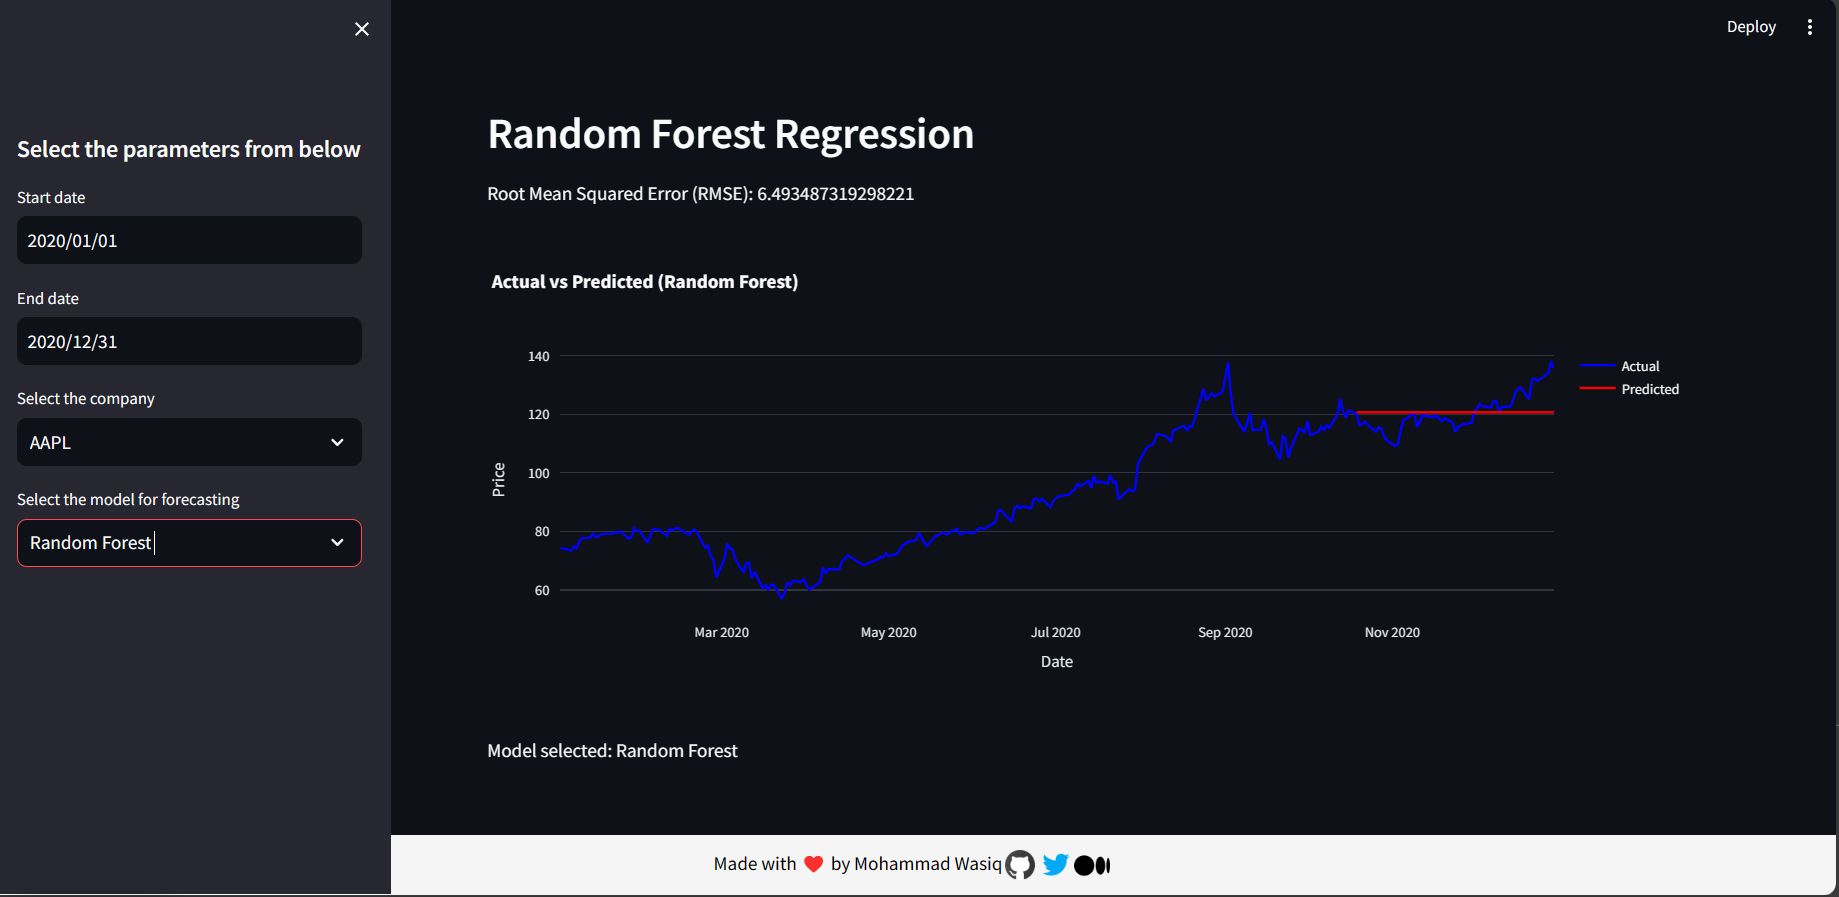 Deploy
Select the parameters from below
Start date
2020/01/01
End date
2020/12/31
Select the company
AAPL
Select the model for forecasting
Random Forest
Random Forest Regression
Root Mean Squared Error (RMSE): 6.493487319298221
Actual vs Predicted (Random Forest)
140
120
100
80
60
Price
Mar 2020
May 2020
Jul 2020
Sep 2020
Nov 2020
Date
Actual
Predicted
Model selected: Random Forest
Made with ❤️ by Mohammad Wasiq